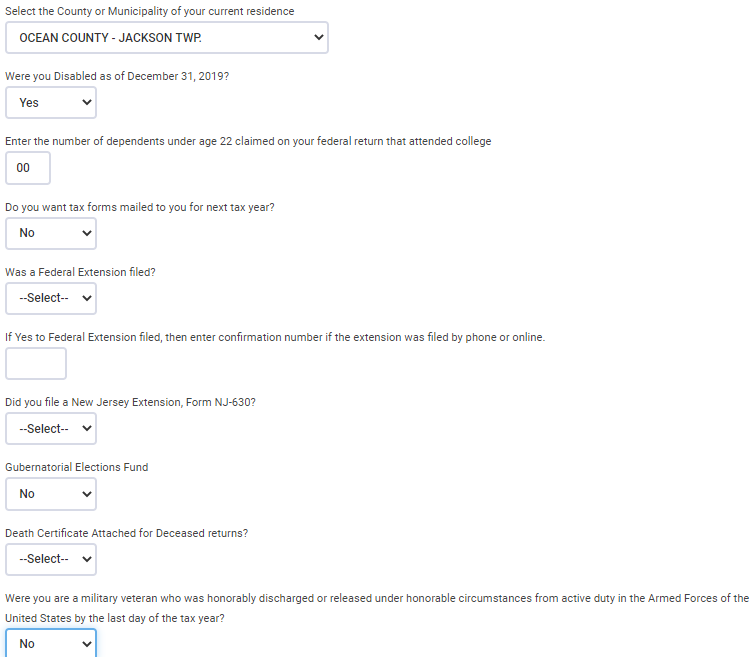 Select the County or Municipality of your current residence
OCEAN COUNTY - JACKSON TWP.
Were you Disabled as of December 31, 2019?
Yes
Enter the number of dependents under age 22 claimed on your federal return that attended college
00
Do you want tax forms mailed to you for next tax year?
No
Was a Federal Extension filed?
--Select--
If Yes to Federal Extension filed, then enter confirmation number if the extension was filed by phone or online.
Did you file a New Jersey Extension, Form NJ-630?
--Select--
Gubernatorial Elections Fund
No
Death Certificate Attached for Deceased returns?
--Select--
Were you are a military veteran who was honorably discharged or released under honorable circumstances from active duty in the Armed Forces of the
United States by the last day of the tax year?
No